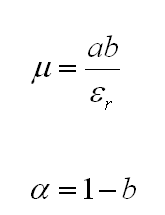 μ = ab / ε_r
α = 1 − b